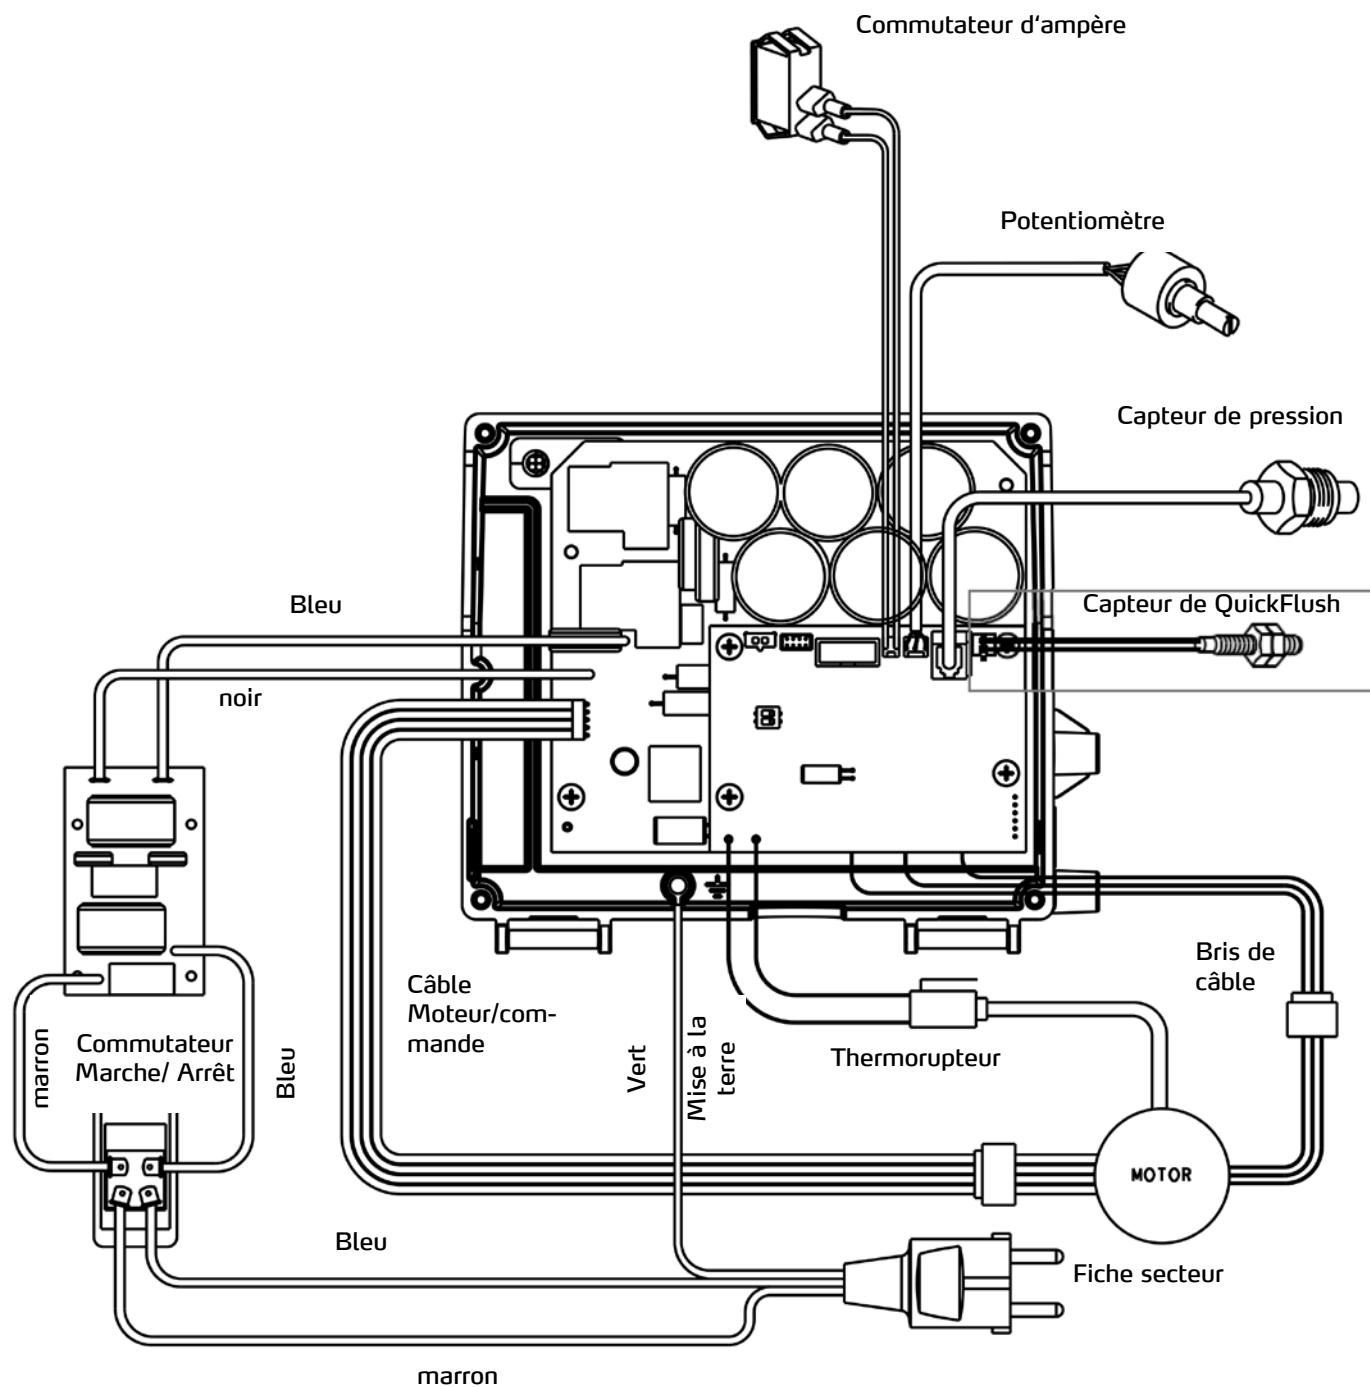 Commutateur d‘ampère
Potentiomètre
Capteur de pression
Capteur de QuickFlush
Bleu
noir
Câble
Moteur/com-
mande
Bris de
câble
Commutateur
Marche/ Arrêt
marron
Bleu
Vert
Mise à la
terre
Thermorupteur
MOTOR
Bleu
Fiche secteur
marron